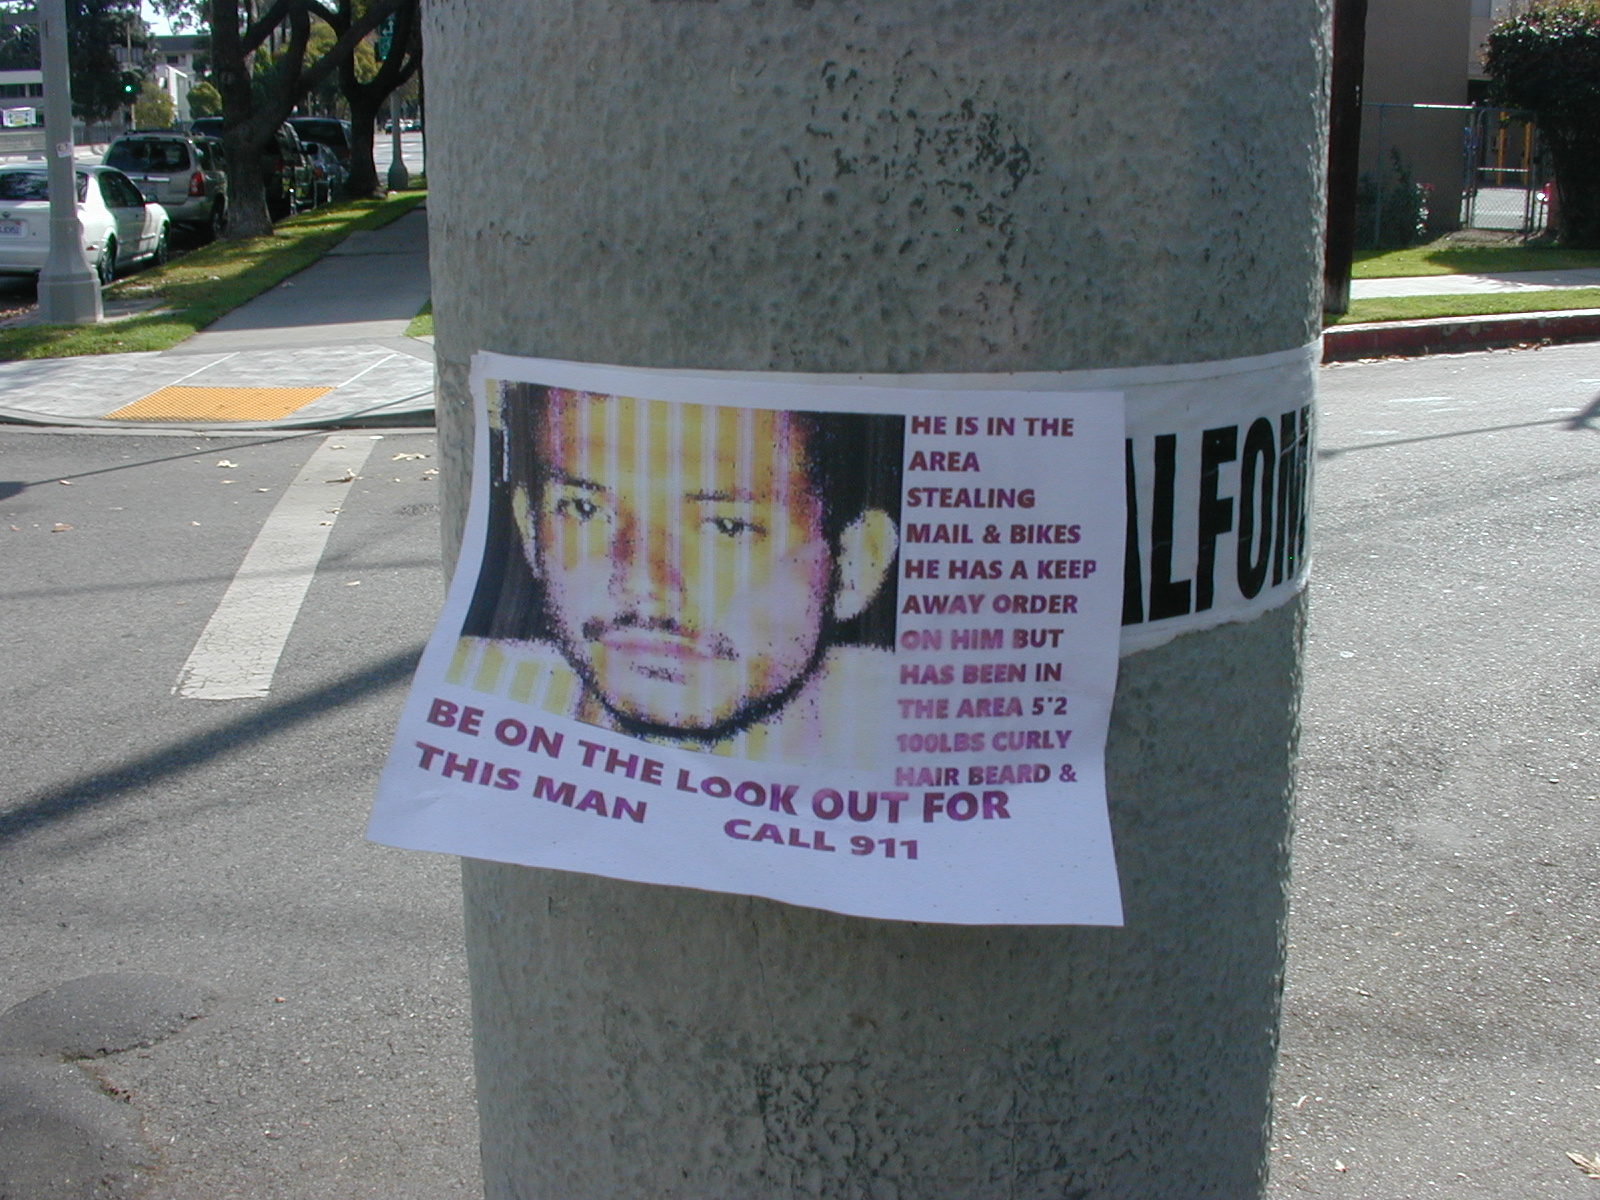 HE IS IN THE
AREA
STEALING
MAIL & BIKES
HE HAS A KEEP
AWAY ORDER
ON HIM BUT
HAS BEEN IN
THE AREA 5'2
100LBS CURLY
HAIR BEARD &
BE ON THE LOOK OUT FOR
THIS MAN CALL 911
ALFON